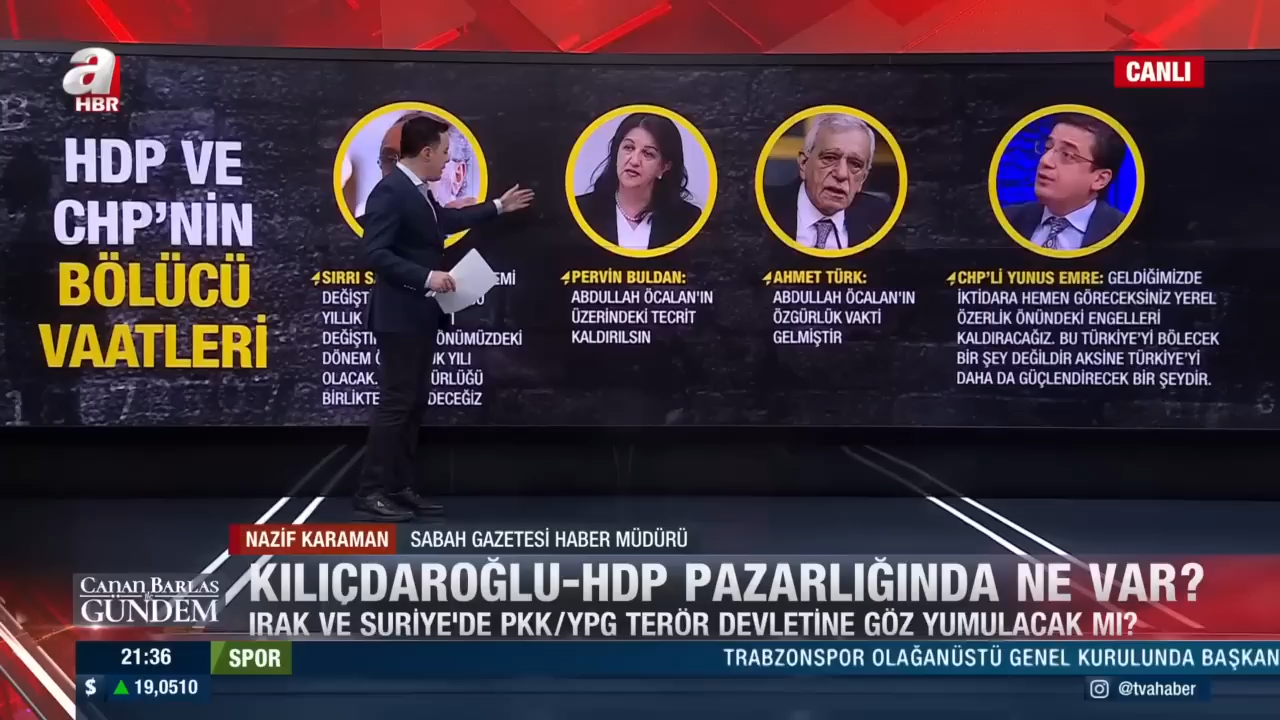 a
HBR
CANLI
HDP VE
CHP'NİN
BÖLÜCÜ
VAATLERİ
SIRRI
DEĞİŞT
YILLIK
DEĞİŞTİ ÖNÜMÜZDEKİ
DÖNEM YILI
OLACAK.
BİRLİKTE
PERVİN BULDAN:
ABDULLAH ÖCALAN'IN
ÜZERİNDEKİ TECRİT
KALDIRILSIN
AHMET TÜRK:
ABDULLAH ÖCALAN'IN
ÖZGÜRLÜK VAKTİ
GELMİŞTİR
CHP'Lİ YUNUS EMRE: GELDİĞİMİZDE
İKTİDARA HEMEN GÖRECEKSİNİZ YEREL
ÖZERLİK ÖNÜNDEKİ ENGELLERİ
KALDIRACAĞIZ. BU TÜRKİYE'Yİ BÖLECEK
BİR ŞEY DEĞİLDİR AKSİNE TÜRKİYE'Yİ
DAHA DA GÜÇLENDİRECEK BİR ŞEYDİR.
NAZİF KARAMAN SABAH GAZETESİ HABER MÜDÜRÜ
CANAN BARLAS
ile
GÜNDEM
KILIÇDAROĞLU-HDP PAZARLIĞINDA NE VAR?
IRAK VE SURİYE'DE PKK/YPG TERÖR DEVLETİNE GÖZ YUMULACAK MI?
21:36 SPOR TRABZONSPOR OLAĞANÜSTÜ GENEL KURULUNDA BAŞKAN
$ 19,0510
@tvahaber